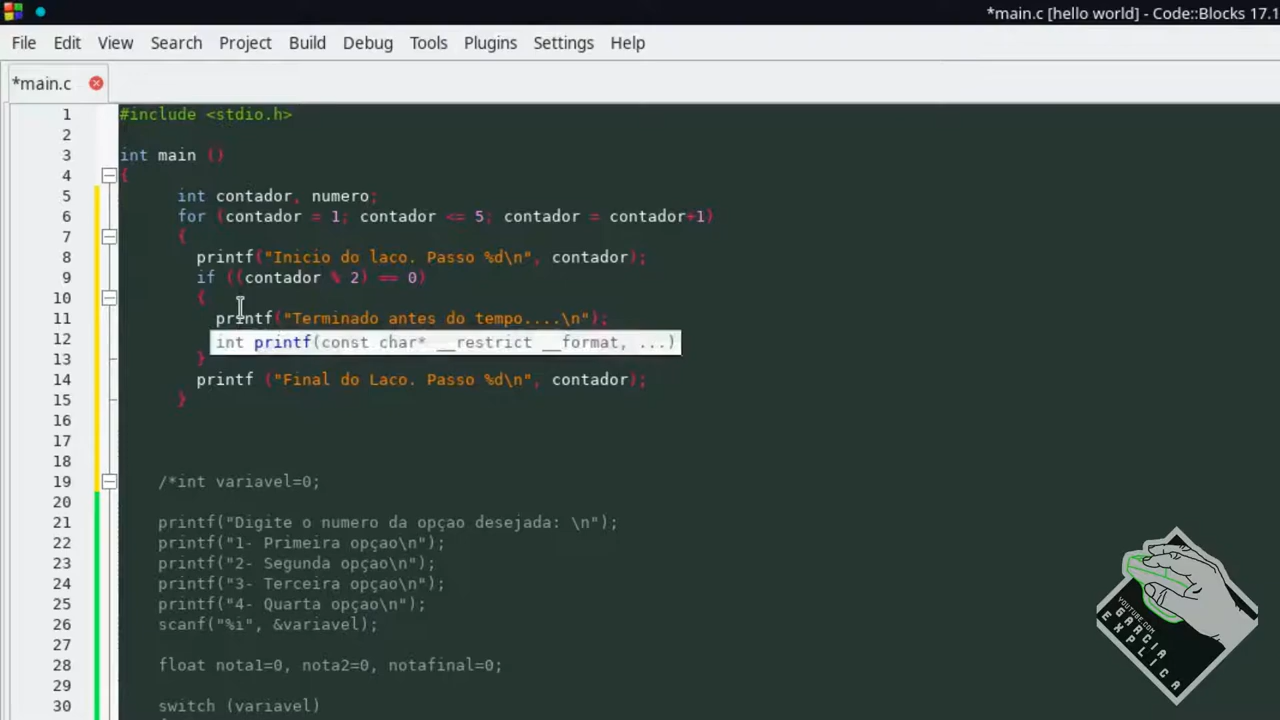 *main.c [hello world] - Code::Blocks 17.1
File Edit View Search Project Build Debug Tools Plugins Settings Help
*main.c
1 #include <stdio.h>
2
3 int main ()
4 {
5 int contador, numero;
6 for (contador = 1; contador <= 5; contador = contador+1)
7 {
8 printf("Inicio do laco. Passo %d\n", contador);
9 if ((contador % 2) == 0)
10 {
11 printf("Terminado antes do tempo....\n");
12 int printf(const char* __restrict __format, ...)
13 }
14 printf ("Final do Laco. Passo %d\n", contador);
15 }
16
17
18
19 /*int variavel=0;
20
21 printf("Digite o numero da opçao desejada: \n");
22 printf("1- Primeira opçao\n");
23 printf("2- Segunda opçao\n");
24 printf("3- Terceira opçao\n");
25 printf("4- Quarta opçao\n");
26 scanf("%i", &variavel);
27
28 float nota1=0, nota2=0, notafinal=0;
29
30 switch (variavel)
YOUTUBE.COM
GARCIA
EXPLICA